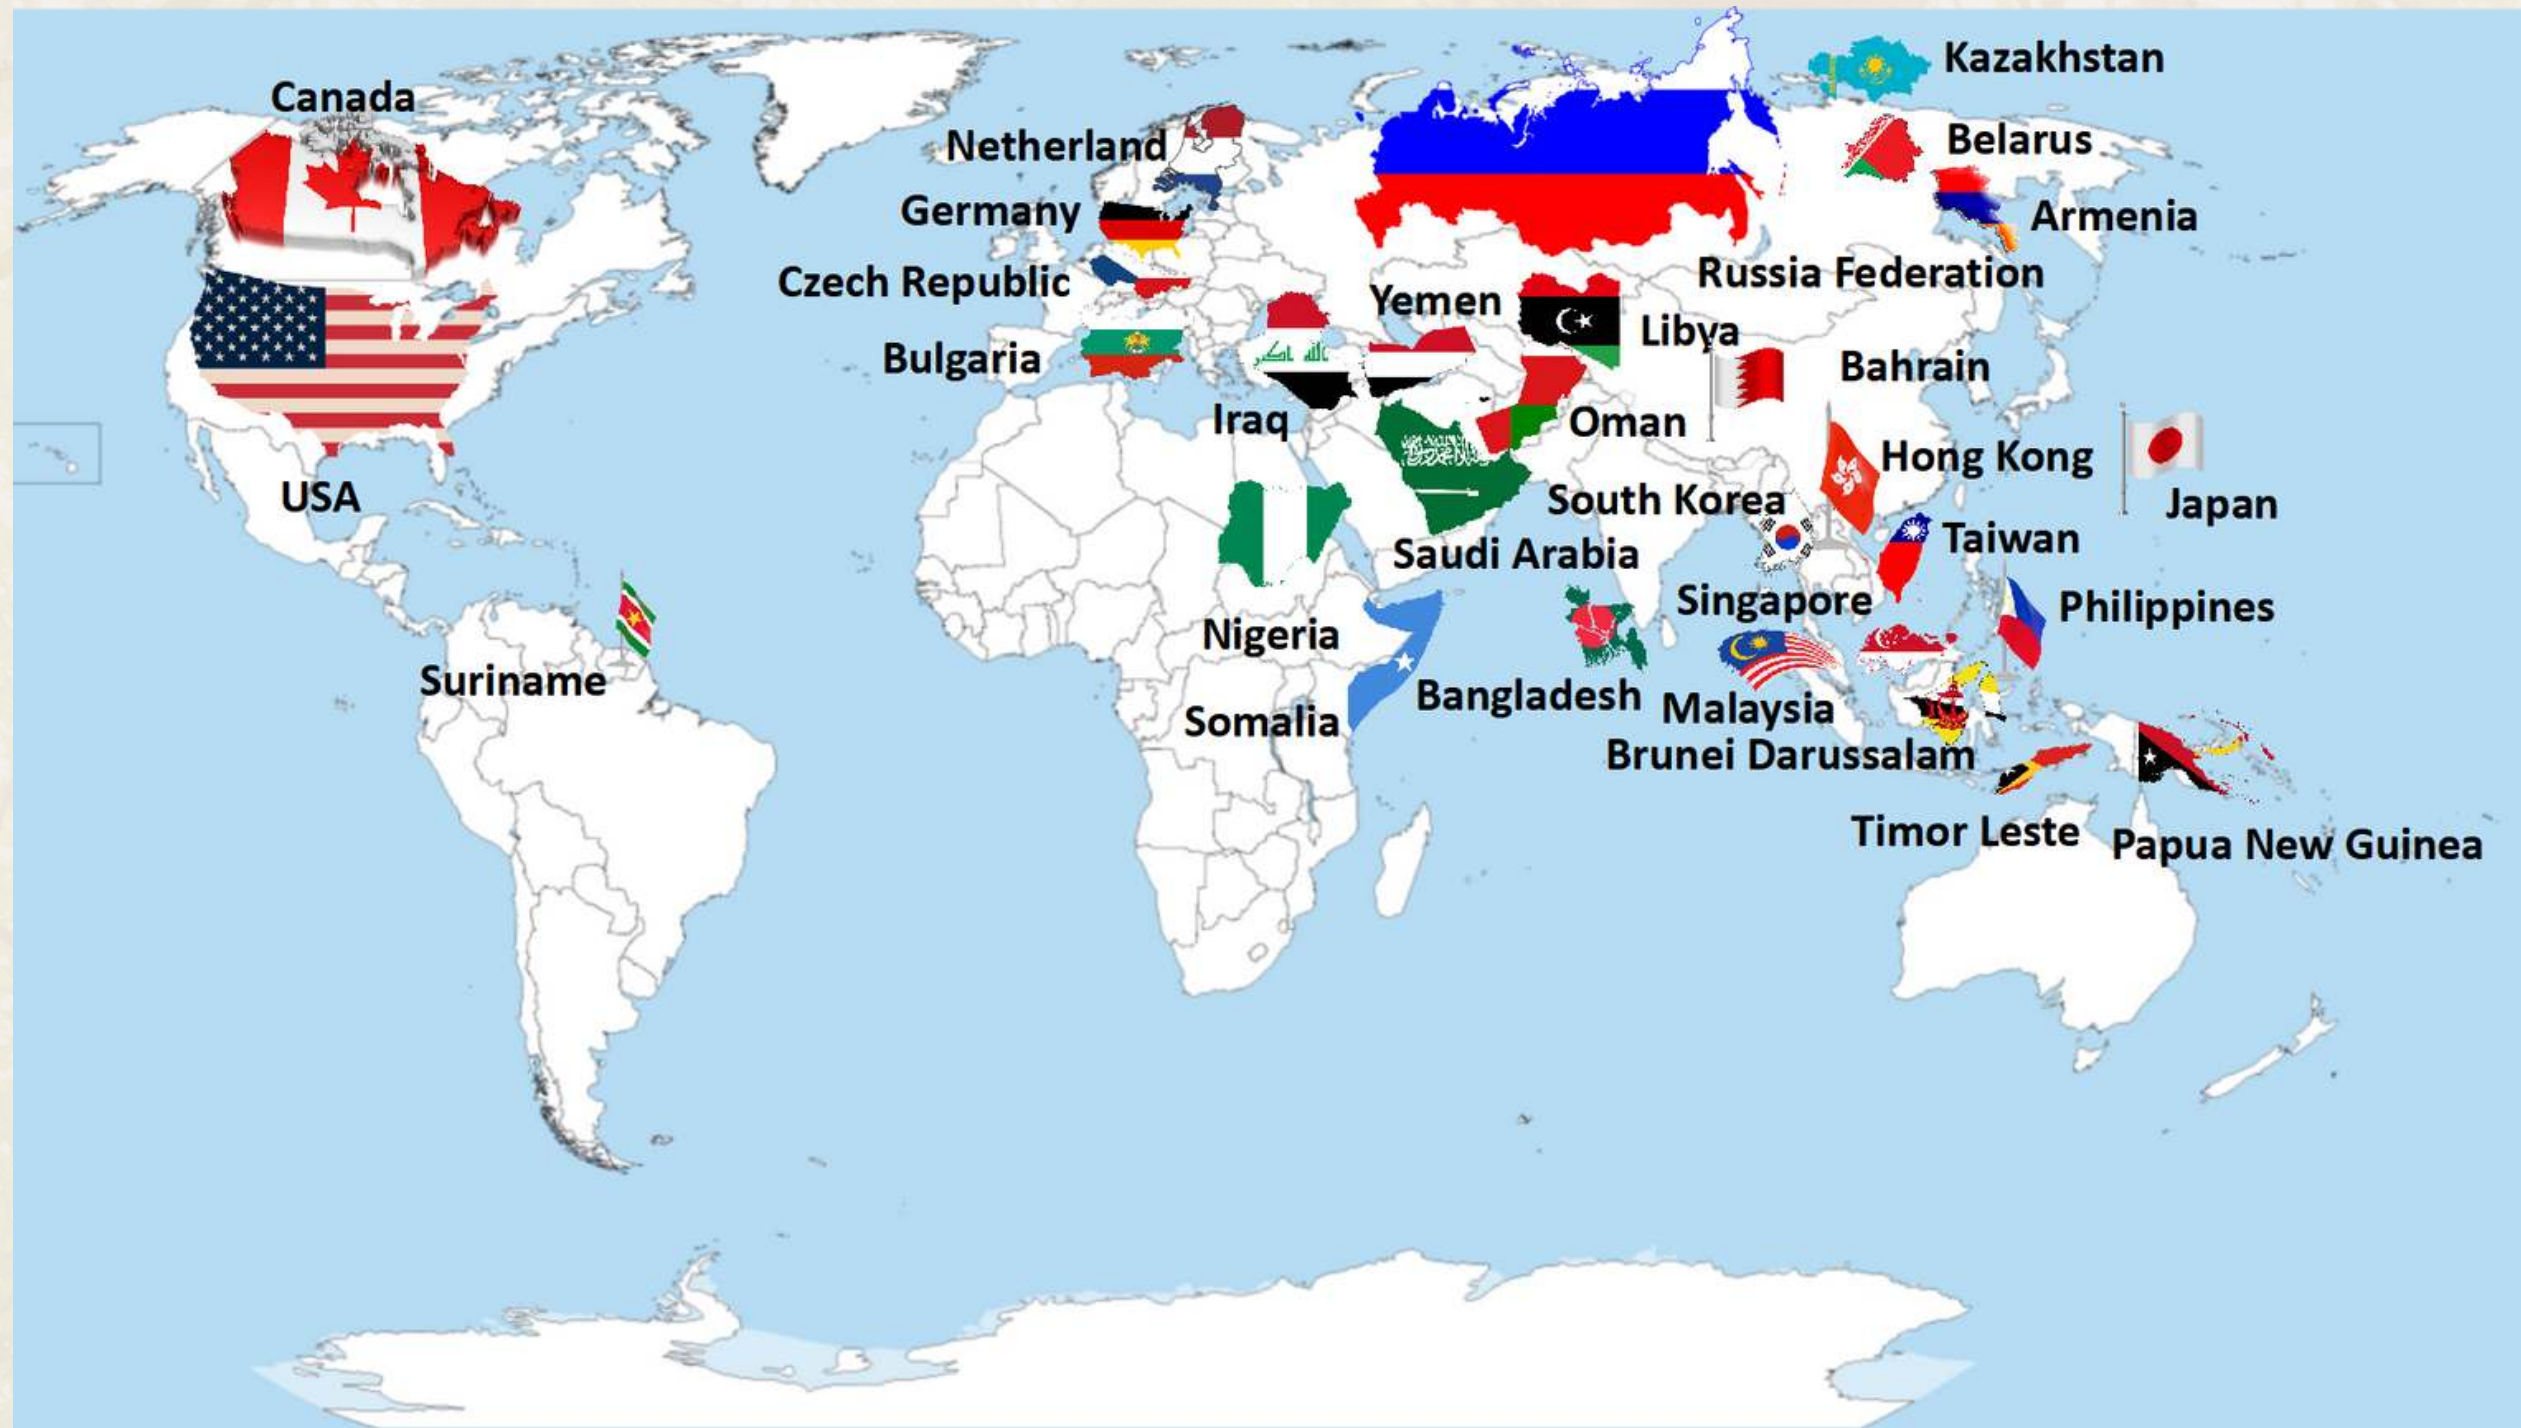 Kazakhstan
Canada
Belarus
Netherland
Germany
Armenia
Russia Federation
Czech Republic
Yemen
Libya
Bulgaria
Bahrain
Iraq
Oman
Hong Kong
USA
South Korea
Japan
Taiwan
Saudi Arabia
Singapore
Philippines
Nigeria
Suriname
Bangladesh
Malaysia
Somalia
Brunei Darussalam
Timor Leste
Papua New Guinea